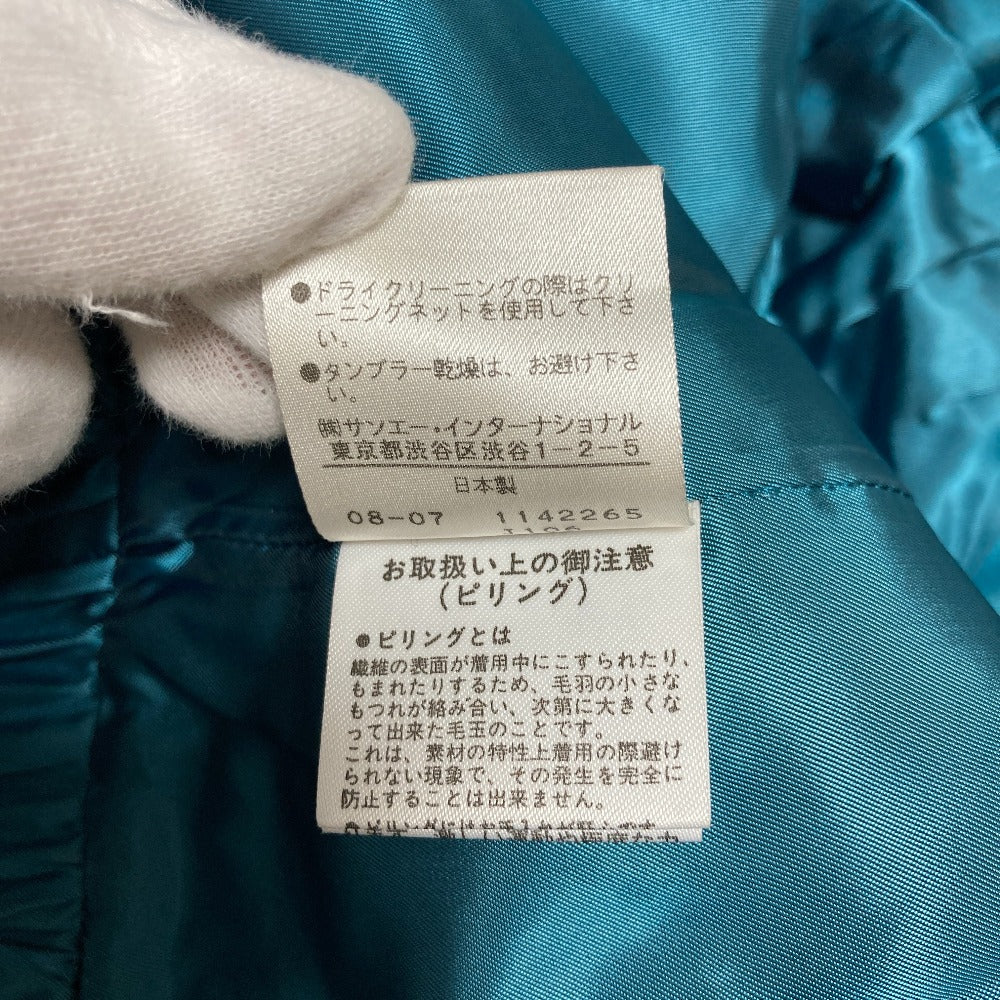 ●ドライクリーニングの際はクリ
ーニングネットを使用して下さ
い。
●タンブラー乾燥は、お避け下さ
い。
㈱サンエー・インターナショナル
東京都渋谷区渋谷1-2-5
日本製
08-07 1142265
お取扱い上の御注意
(ピリング)
●ピリングとは
繊維の表面が着用中にこすられたり、
もまれたりするため、毛羽の小さな
もつれが絡み合い、次第に大きくな
って出来た毛玉のことです。
これは、素材の特性上着用の際避け
られない現象で、その発生を完全に
防止することは出来ません。